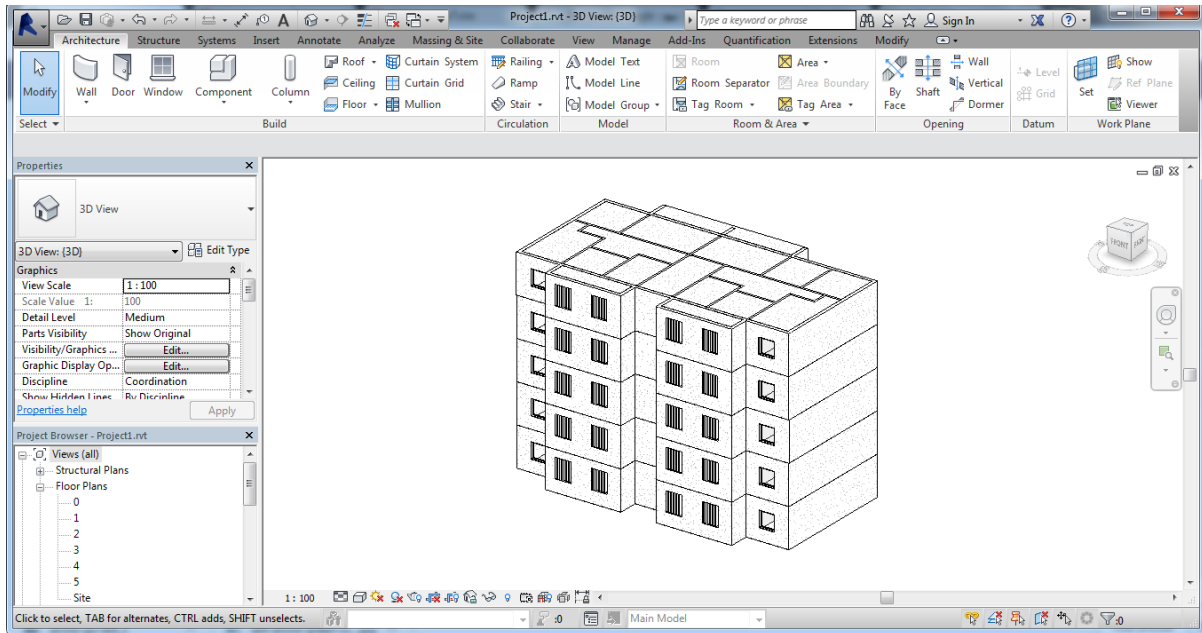 Project1.rvt - 3D View: {3D}
Type a keyword or phrase
Sign In
Architecture Structure Systems Insert Annotate Analyze Massing & Site Collaborate View Manage Add-Ins Quantification Extensions Modify
Modify
Wall
Door
Window
Component
Column
Roof
Ceiling
Floor
Curtain System
Curtain Grid
Mullion
Railing
Ramp
Stair
Model Text
Model Line
Model Group
Room
Room Separator
Tag Room
Area
Area Boundary
Tag Area
By
Face
Shaft
Wall
Vertical
Dormer
Level
Grid
Set
Show
Ref Plane
Viewer
Select Build Circulation Model Room & Area Opening Datum Work Plane
Properties
3D View
3D View: {3D} Edit Type
Graphics
View Scale 1 : 100
Scale Value 1: 100
Detail Level Medium
Parts Visibility Show Original
Visibility/Graphics ... Edit...
Graphic Display Op... Edit...
Discipline Coordination
Show Hidden Lines By Discipline
Properties help Apply
Project Browser - Project1.rvt
Views (all)
Structural Plans
Floor Plans
0
1
2
3
4
5
Site
FRONT
1 : 100
Click to select, TAB for alternates, CTRL adds, SHIFT unselects.
:0
Main Model
:0